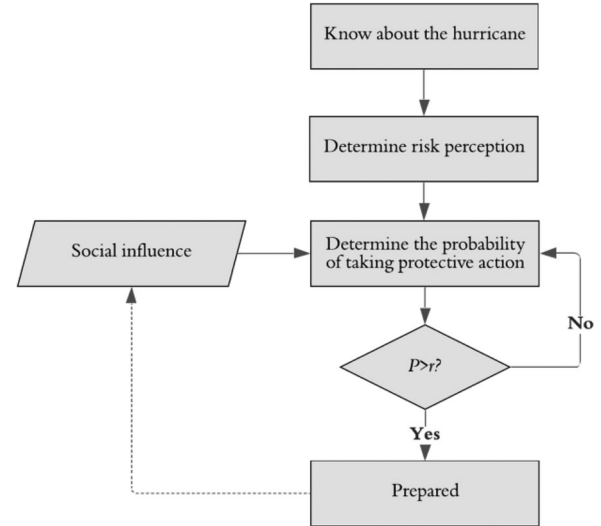 Know about the hurricane
Determine risk perception
Social influence
Determine the probability
of taking protective action
No
P>r?
Yes
Prepared